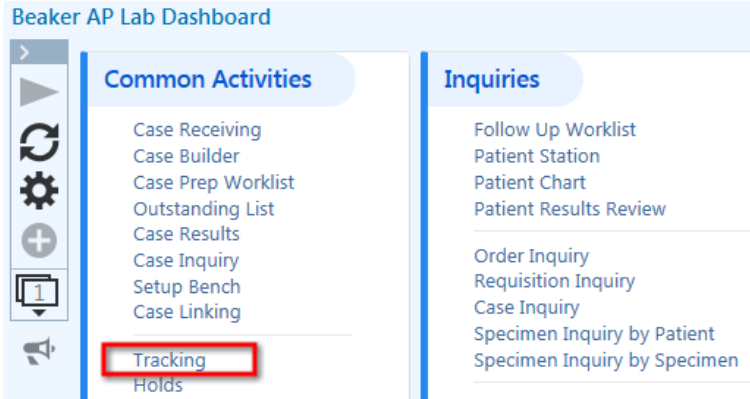 Beaker AP Lab Dashboard
Common Activities
Case Receiving
Case Builder
Case Prep Worklist
Outstanding List
Case Results
Case Inquiry
Setup Bench
Case Linking
Tracking
Holds
Inquiries
Follow Up Worklist
Patient Station
Patient Chart
Patient Results Review
Order Inquiry
Requisition Inquiry
Case Inquiry
Specimen Inquiry by Patient
Specimen Inquiry by Specimen
1